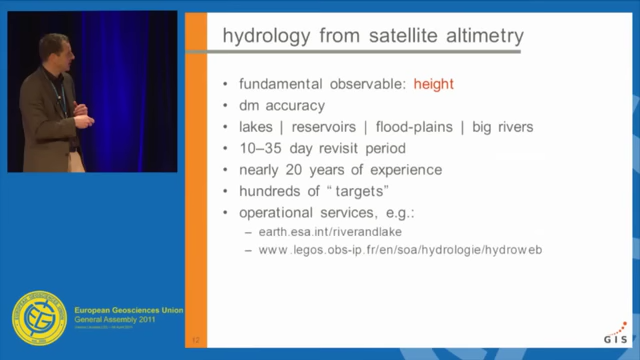 hydrology from satellite altimetry
• fundamental observable: height
• dm accuracy
• lakes | reservoirs | flood-plains | big rivers
• 10–35 day revisit period
• nearly 20 years of experience
• hundreds of “ targets”
• operational services, e.g.:
– earth.esa.int/riverandlake
– www.legos.obs-ip.fr/en/soa/hydrologie/hydroweb
European Geosciences Union
General Assembly 2011
12
GIS